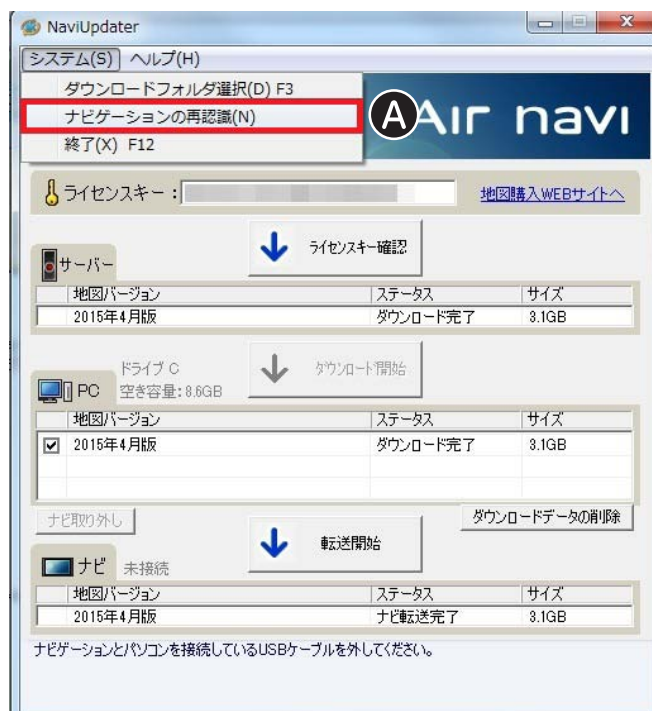 NaviUpdater
システム(S) ヘルプ(H)
ダウンロードフォルダ選択(D) F3
ナビゲーションの再認識(N)
終了(X) F12
A
Air navi
ライセンスキー：
地図購入WEBサイトへ
ライセンスキー確認
サーバー
地図バージョン ステータス サイズ
2015年4月版 ダウンロード完了 3.1GB
ドライブ C
PC 空き容量：8.6GB
ダウンロード開始
地図バージョン ステータス サイズ
2015年4月版 ダウンロード完了 3.1GB
ナビ取り外し
ダウンロードデータの削除
転送開始
ナビ 未接続
地図バージョン ステータス サイズ
2015年4月版 ナビ転送完了 3.1GB
ナビゲーションとパソコンを接続しているUSBケーブルを外してください。